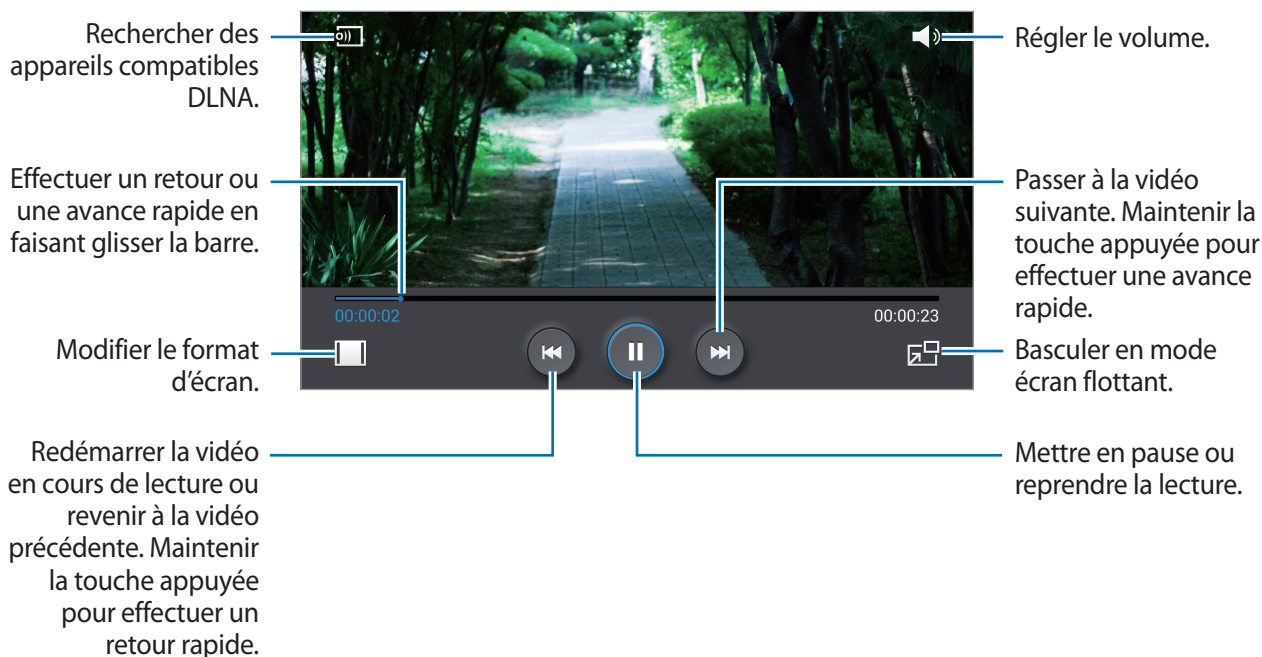 Rechercher des
appareils compatibles
DLNA.
Régler le volume.
Effectuer un retour ou
une avance rapide en
faisant glisser la barre.
Passer à la vidéo
suivante. Maintenir la
touche appuyée pour
effectuer une avance
rapide.
00:00:02
00:00:23
Modifier le format
d'écran.
Basculer en mode
écran flottant.
Redémarrer la vidéo
en cours de lecture ou
revenir à la vidéo
précédente. Maintenir
la touche appuyée
pour effectuer un
retour rapide.
Mettre en pause ou
reprendre la lecture.